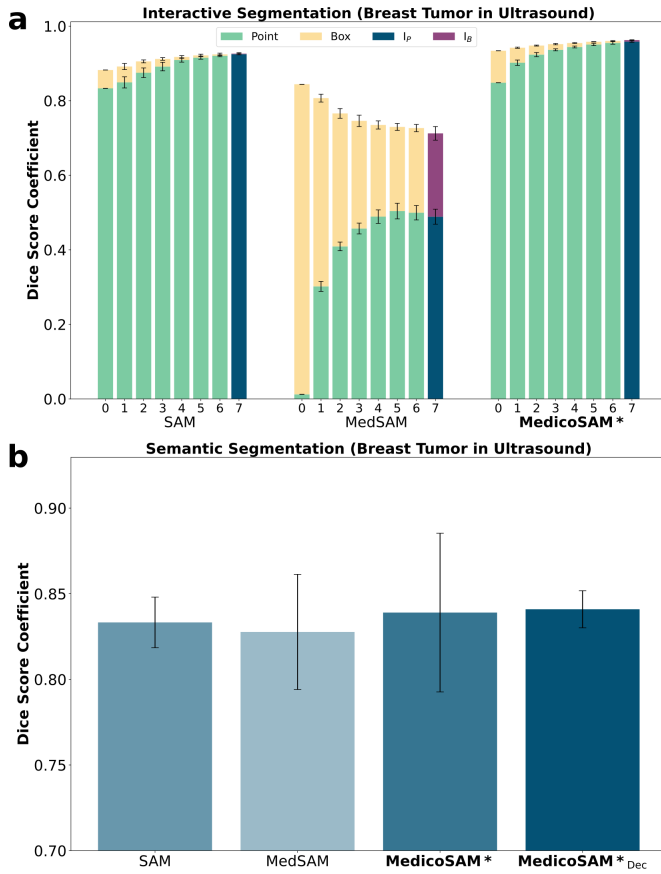 a
Interactive Segmentation (Breast Tumor in Ultrasound)
Point Box I_P I_B
Dice Score Coefficient
1.0
0.8
0.6
0.4
0.2
0.0
0 1 2 3 4 5 6 7 0 1 2 3 4 5 6 7 0 1 2 3 4 5 6 7
SAM MedSAM MedicoSAM*
b
Semantic Segmentation (Breast Tumor in Ultrasound)
Dice Score Coefficient
0.90
0.85
0.80
0.75
0.70
SAM MedSAM MedicoSAM* MedicoSAM*Dec